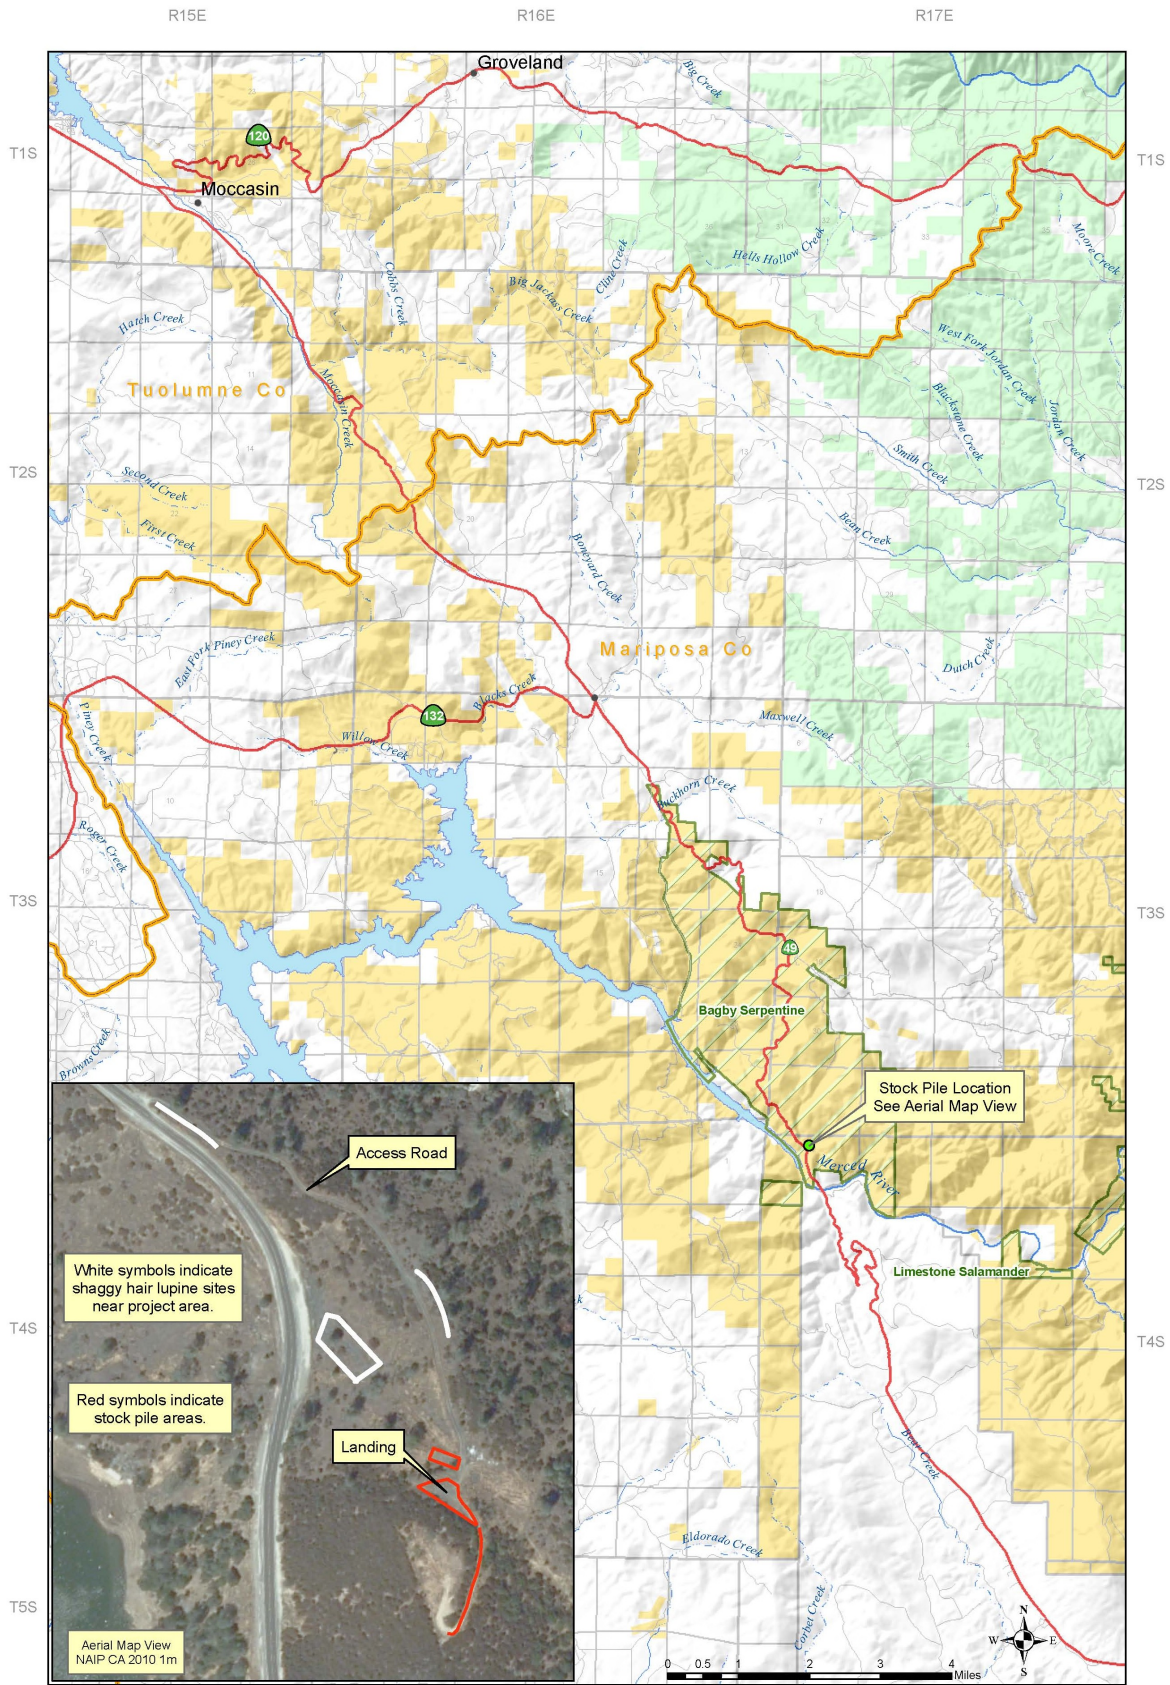 R15E
R16E
R17E
Groveland
Big Creek
120
T1S
T1S
Moccasin
Moore Creek
Hells Hollow Creek
Cline Creek
Cobbs Creek
Big Jackass Creek
Hatch Creek
West Fork Jordan Creek
Tuolumne Co
Moccasin Creek
Blackstone Creek
Jordan Creek
Smith Creek
Second Creek
T2S
T2S
First Creek
Bean Creek
Boneyard Creek
East Fork Piney Creek
Mariposa Co
Dutch Creek
Blacks Creek
132
Piney Creek
Willow Creek
Maxwell Creek
Buckhorn Creek
Roger Creek
T3S
T3S
49
Bagby Serpentine
Browns Creek
Stock Pile Location
See Aerial Map View
Access Road
Merced River
White symbols indicate
shaggy hair lupine sites
near project area.
Limestone Salamander
T4S
T4S
Red symbols indicate
stock pile areas.
Landing
Bear Creek
Eldorado Creek
Corbet Creek
T5S
Aerial Map View
NAIP CA 2010 1m
N
W E
S
0 0.5 1 2 3 4
Miles